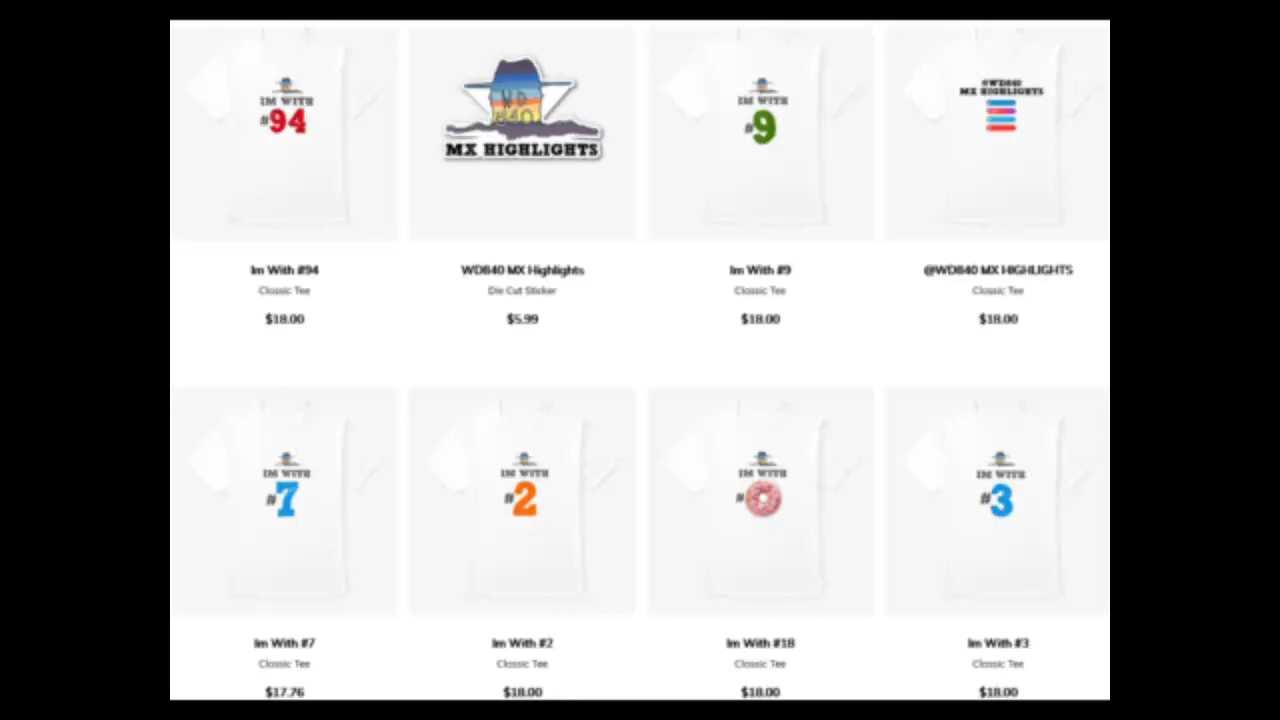 IM WITH
#94
WD
840
MX HIGHLIGHTS
IM WITH
#9
@WD840
MX HIGHLIGHTS
Im With #94
WD840 MX Highlights
Im With #9
@WD840 MX HIGHLIGHTS
Classic Tee
Die Cut Sticker
Classic Tee
Classic Tee
$18.00
$5.99
$18.00
$18.00
IM WITH
#7
IM WITH
#2
IM WITH
#
IM WITH
#3
Im With #7
Im With #2
Im With #18
Im With #3
Classic Tee
Classic Tee
Classic Tee
Classic Tee
$17.76
$18.00
$18.00
$18.00